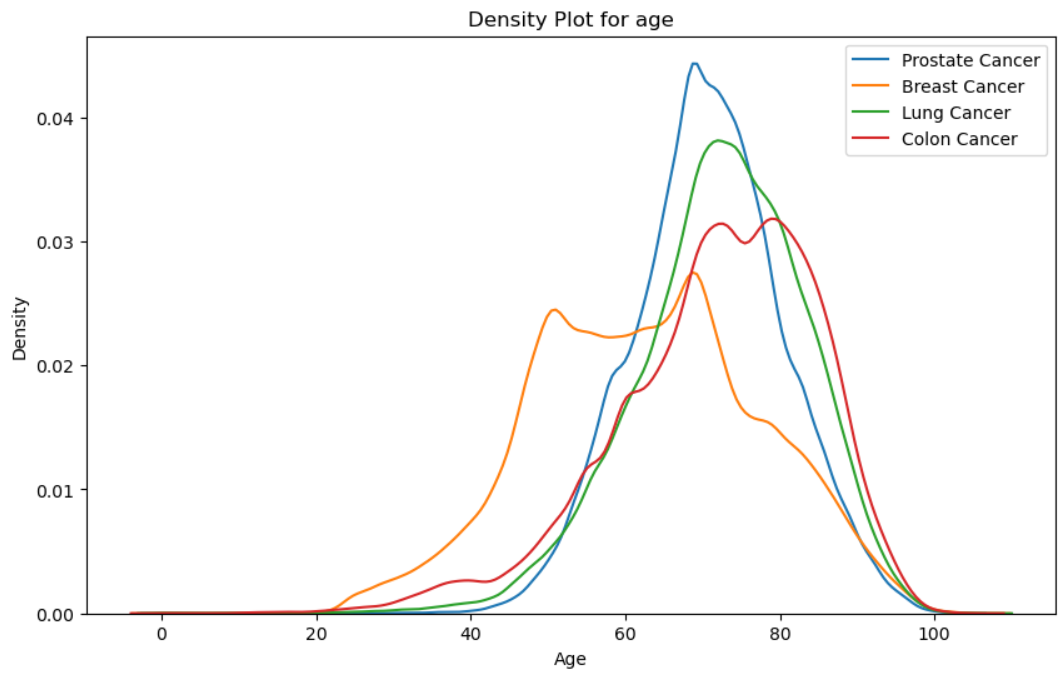 Density Plot for age
Prostate Cancer
Breast Cancer
Lung Cancer
Colon Cancer
Density
0.04
0.03
0.02
0.01
0.00
0
20
40
60
80
100
Age